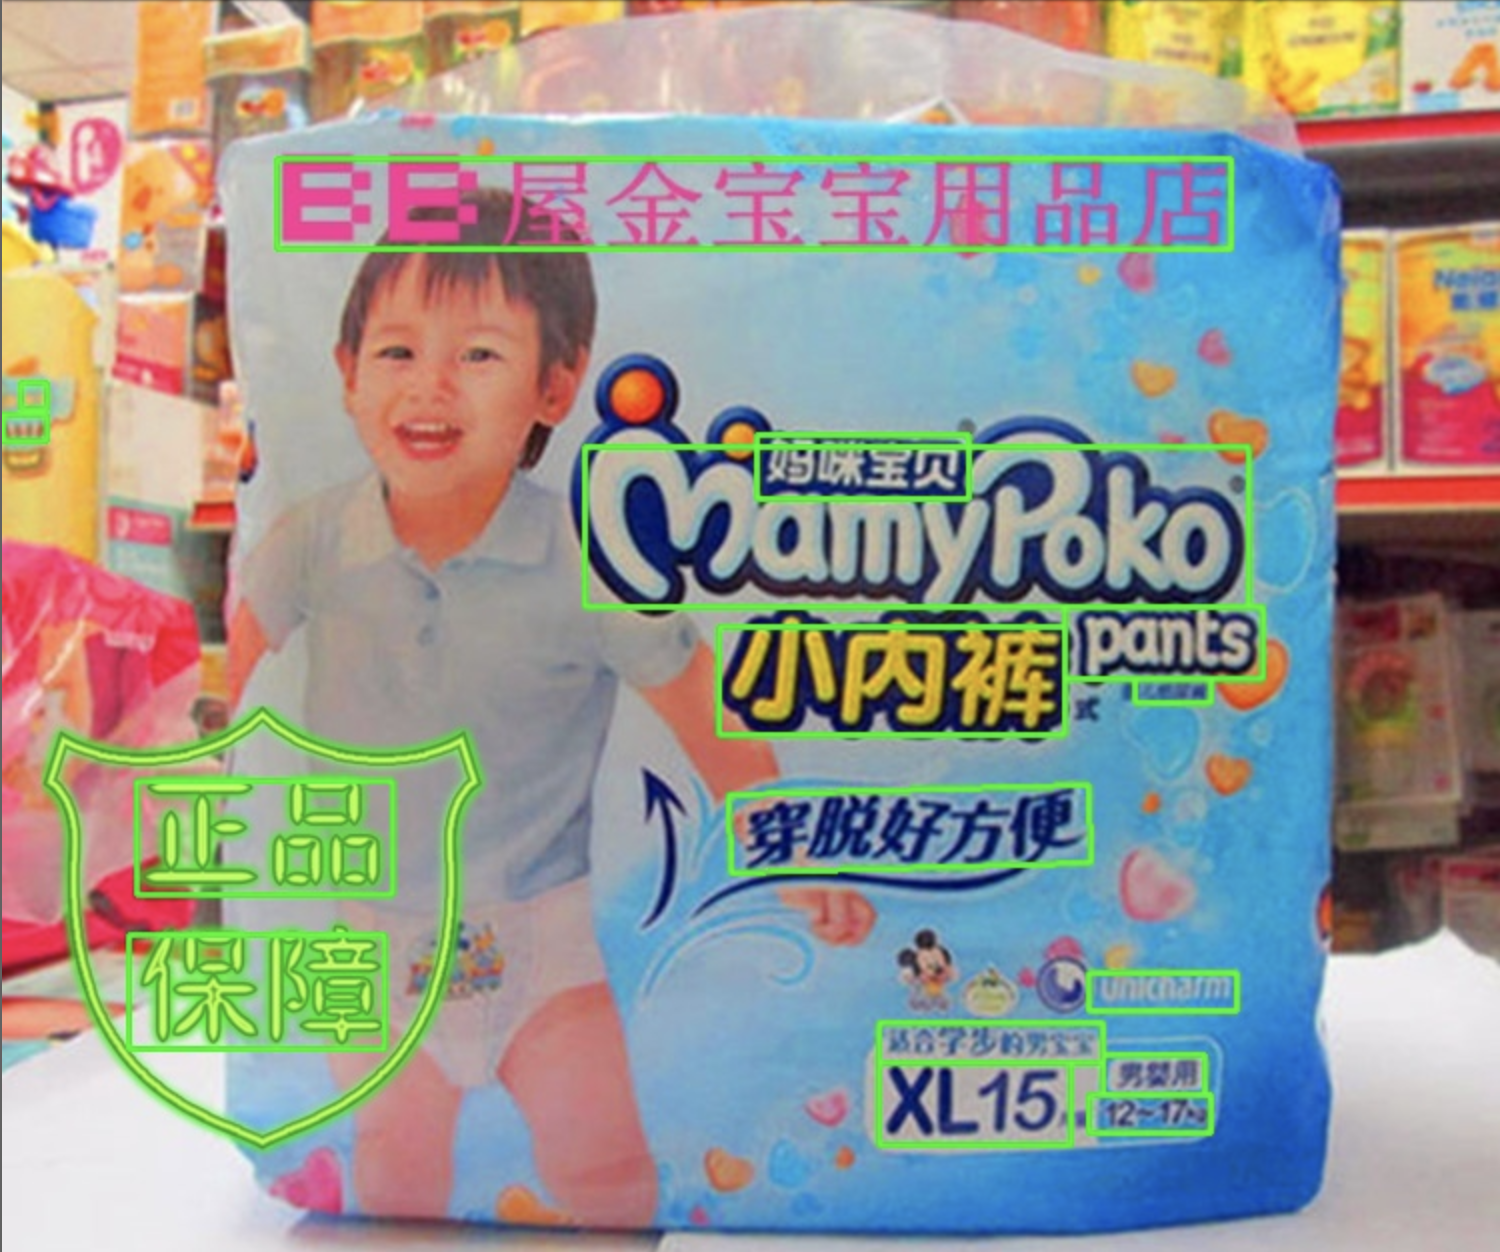 BB屋金宝宝用品店
妈咪宝贝
MamyPoko
pants
小内裤
式
穿脱好方便
正品
保障
unicharm
适合学步的男宝宝
XL15
男婴用
12~17kg